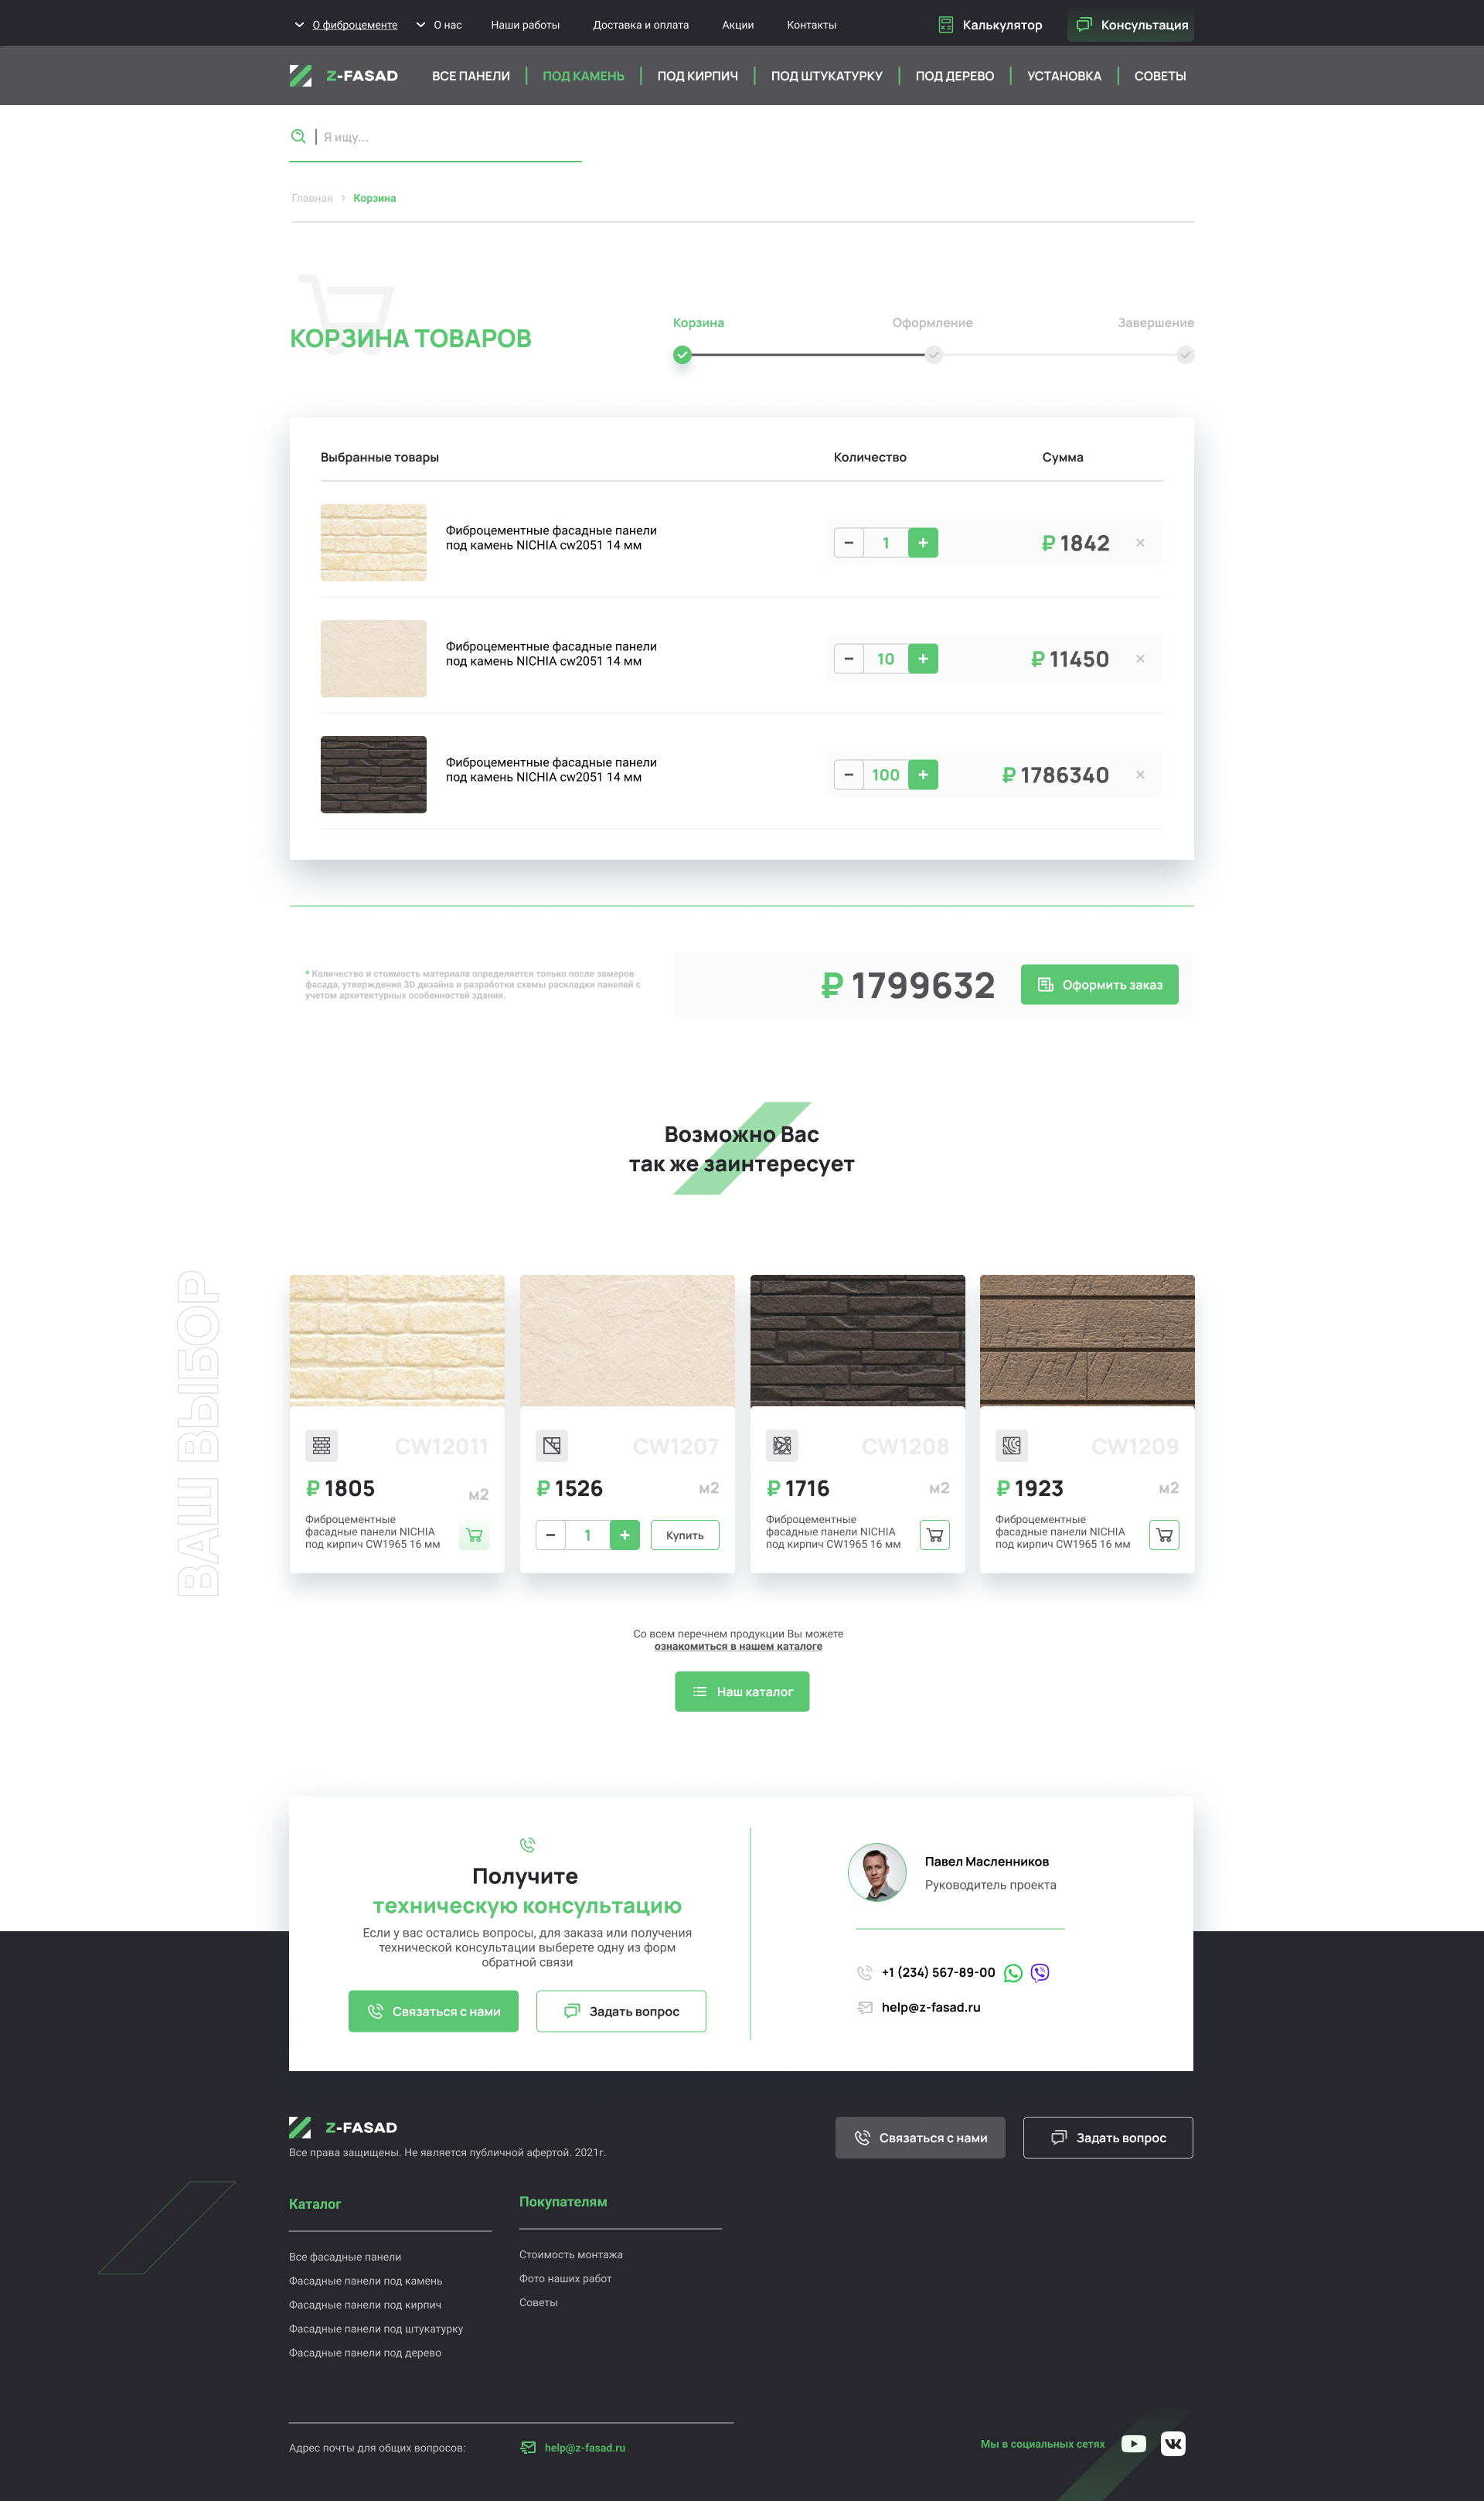 О фиброцементе
О нас
Наши работы
Доставка и оплата
Акции
Контакты
Калькулятор
Консультация
Z-FASAD
ВСЕ ПАНЕЛИ
ПОД КАМЕНЬ
ПОД КИРПИЧ
ПОД ШТУКАТУРКУ
ПОД ДЕРЕВО
УСТАНОВКА
СОВЕТЫ
Я ищу...
Главная
Корзина
КОРЗИНА ТОВАРОВ
Корзина
Оформление
Завершение
Выбранные товары
Количество
Сумма
Фиброцементные фасадные панели
под камень NICHIA cw2051 14 мм
− 1 +
₽ 1842 ×
Фиброцементные фасадные панели
под камень NICHIA cw2051 14 мм
− 10 +
₽ 11450 ×
Фиброцементные фасадные панели
под камень NICHIA cw2051 14 мм
− 100 +
₽ 1786340 ×
* Количество и стоимость материала определяется только после замеров
фасада, утверждения 3D дизайна и разработки схемы раскладки панелей с
учетом архитектурных особенностей здания.
₽ 1799632
Оформить заказ
Возможно Вас
так же заинтересует
ВАШ ВЫБОР
CW12011
₽ 1805
м2
Фиброцементные
фасадные панели NICHIA
под кирпич CW1965 16 мм
CW1207
₽ 1526
м2
− 1 +
Купить
CW1208
₽ 1716
м2
Фиброцементные
фасадные панели NICHIA
под кирпич CW1965 16 мм
CW1209
₽ 1923
м2
Фиброцементные
фасадные панели NICHIA
под кирпич CW1965 16 мм
Со всем перечнем продукции Вы можете
ознакомиться в нашем каталоге
Наш каталог
Получите
техническую консультацию
Если у вас остались вопросы, для заказа или получения
технической консультации выберете одну из форм
обратной связи
Связаться с нами
Задать вопрос
Павел Масленников
Руководитель проекта
+1 (234) 567-89-00
help@z-fasad.ru
Z-FASAD
Все права защищены. Не является публичной афертой. 2021г.
Связаться с нами
Задать вопрос
Каталог
Все фасадные панели
Фасадные панели под камень
Фасадные панели под кирпич
Фасадные панели под штукатурку
Фасадные панели под дерево
Покупателям
Стоимость монтажа
Фото наших работ
Советы
Адрес почты для общих вопросов:
help@z-fasad.ru
Мы в социальных сетях